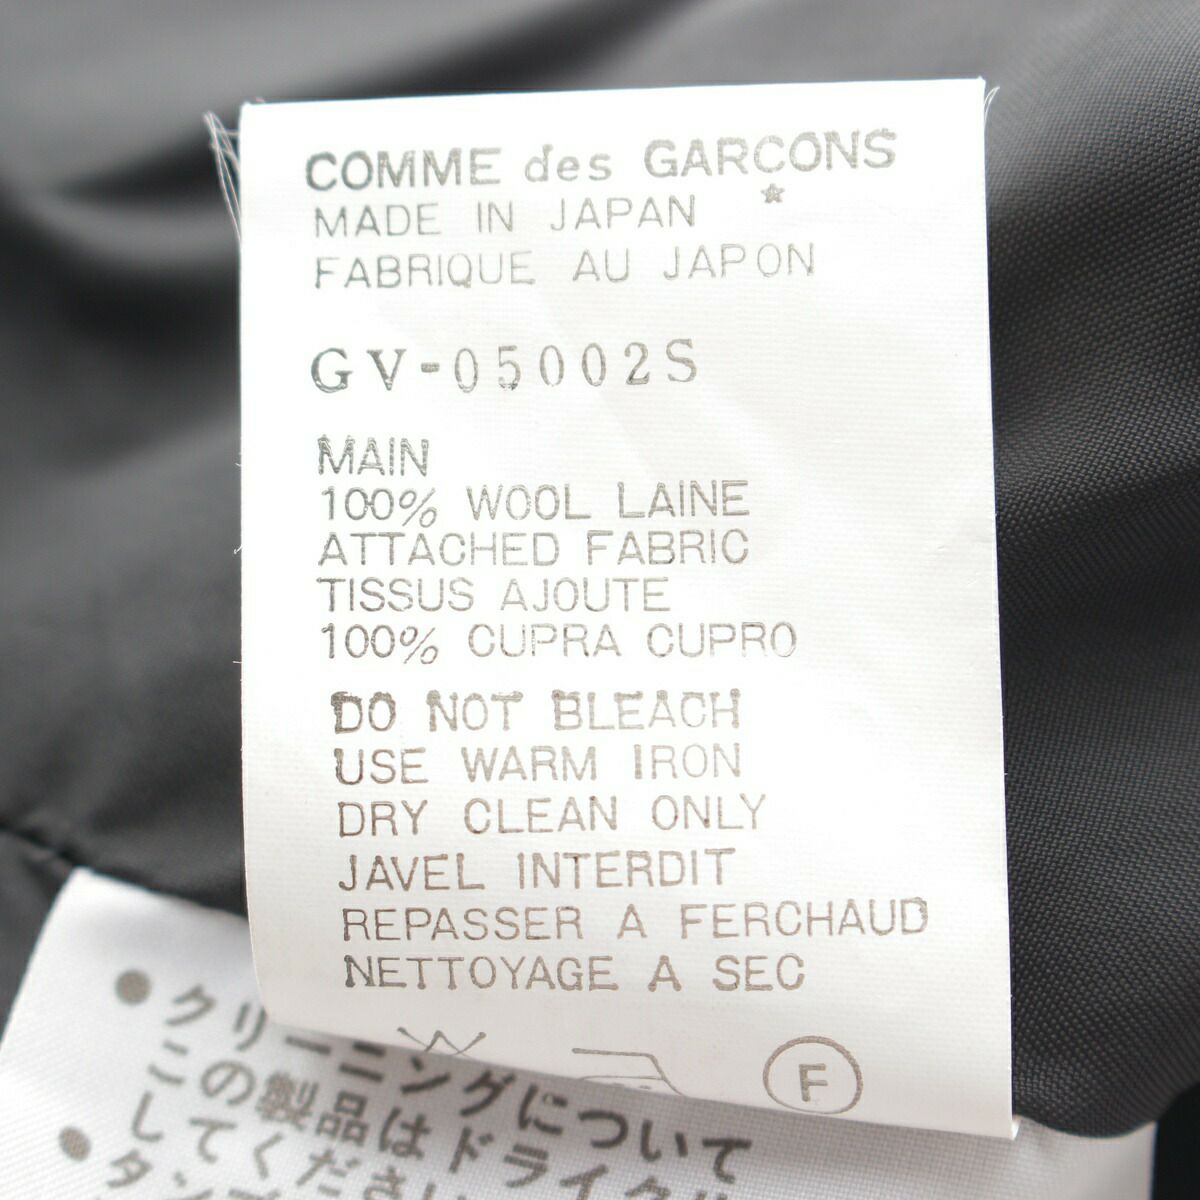 COMME des GARÇONS
MADE IN JAPAN
FABRIQUE AU JAPON
GV-05002S
MAIN
100% WOOL LAINE
ATTACHED FABRIC
TISSUS AJOUTE
100% CUPRA CUPRO
DO NOT BLEACH
USE WARM IRON
DRY CLEAN ONLY
JAVEL INTERDIT
REPASSER A FERCHAUD
NETTOYAGE A SEC
F
●クリーニングについて
この製品はドライク
してくださ